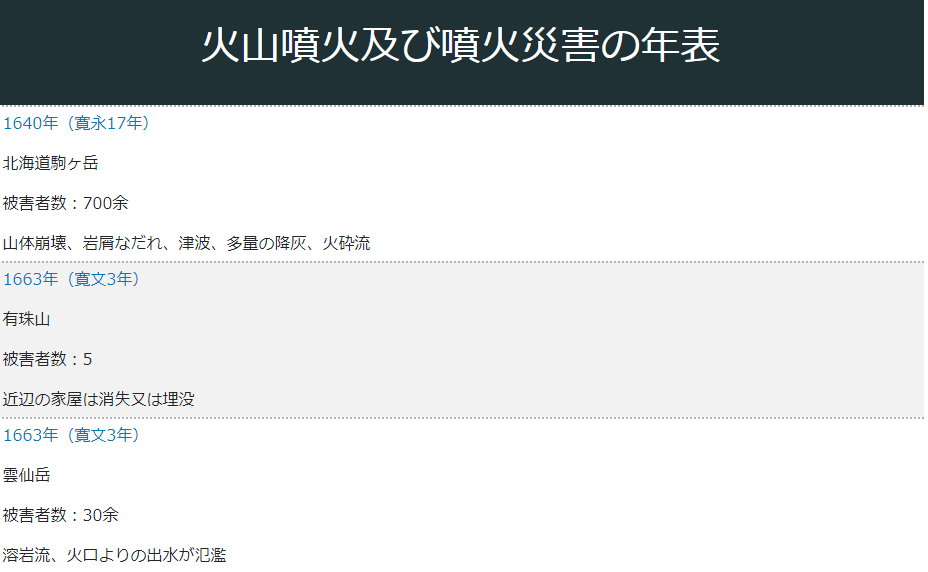 火山噴火及び噴火災害の年表
1640年（寛永17年）
北海道駒ヶ岳
被害者数：700余
山体崩壊、岩屑なだれ、津波、多量の降灰、火砕流
1663年（寛文3年）
有珠山
被害者数：5
近辺の家屋は消失又は埋没
1663年（寛文3年）
雲仙岳
被害者数：30余
溶岩流、火口よりの出水が氾濫